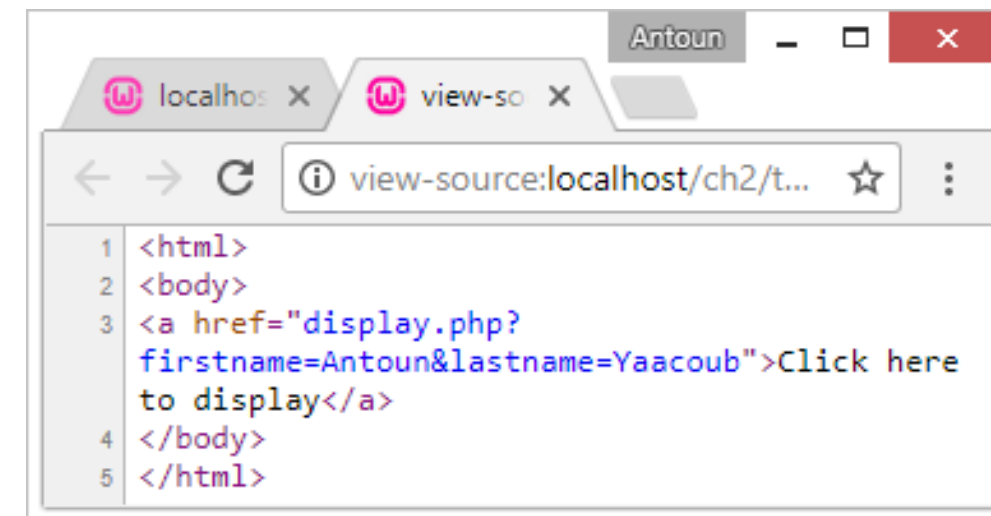 Antoun
localhos
view-so
view-source:localhost/ch2/t...
1 <html>
2 <body>
3 <a href="display.php?
firstname=Antoun&lastname=Yaacoub">Click here
to display</a>
4 </body>
5 </html>